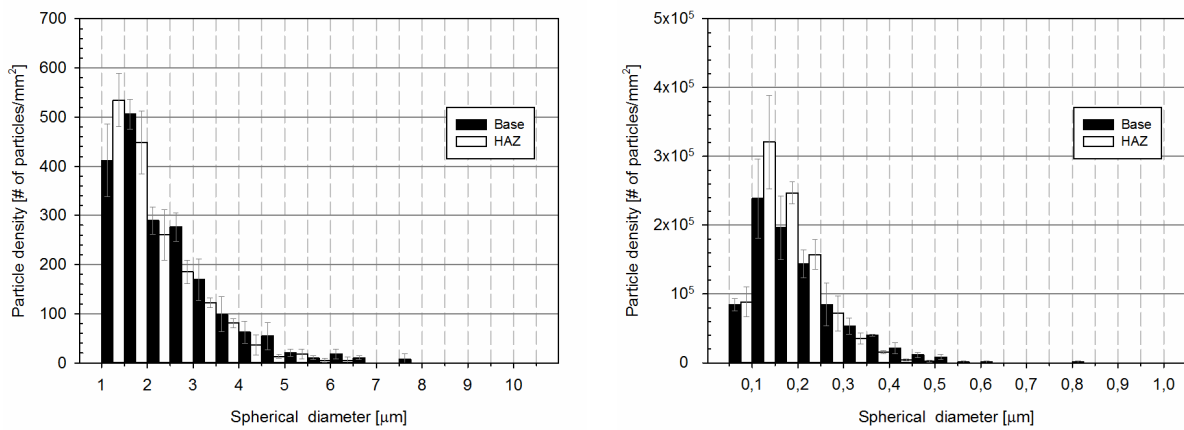 Particle density [# of particles/mm²]
700
600
500
400
300
200
100
0
Base
HAZ
1 2 3 4 5 6 7 8 9 10
Spherical diameter [μm]
Particle density [# of particles/mm²]
5x10⁵
4x10⁵
3x10⁵
2x10⁵
10⁵
0
Base
HAZ
0,1 0,2 0,3 0,4 0,5 0,6 0,7 0,8 0,9 1,0
Spherical diameter [μm]